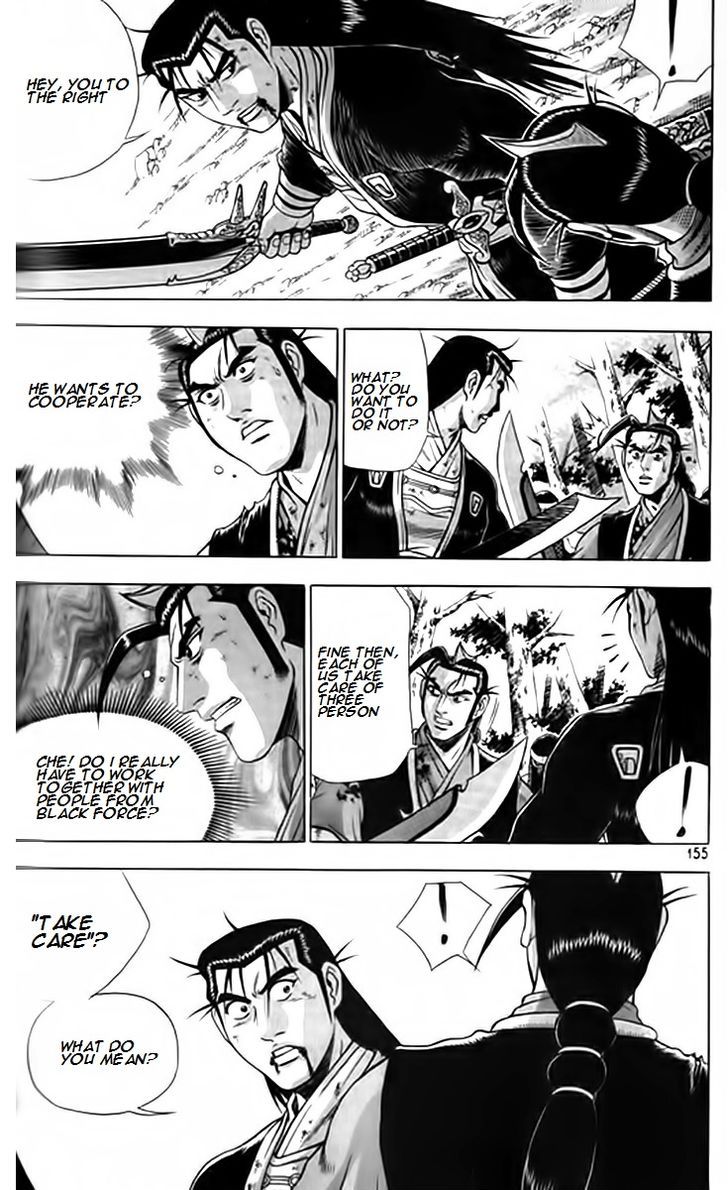 HEY, YOU TO
THE RIGHT
!
HE WANTS TO
COOPERATE?
WHAT?
DO YOU
WANT TO
DO IT
OR NOT?
CHE! DO I REALLY
HAVE TO WORK
TOGETHER WITH
PEOPLE FROM
BLACK FORCE?
FINE THEN,
EACH OF
US TAKE
CARE OF
THREE
PERSON
!
155
"TAKE
CARE"?
WHAT DO
YOU MEAN?
!